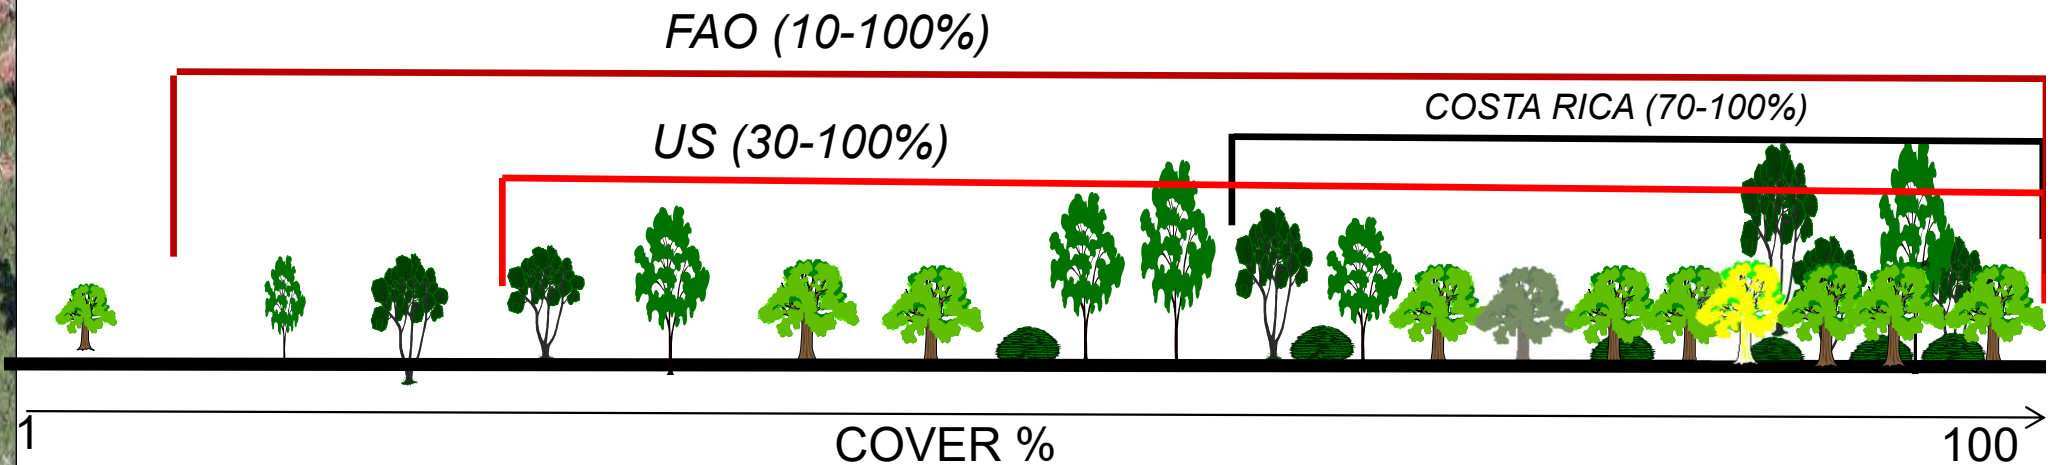 FAO (10-100%)
COSTA RICA (70-100%)
US (30-100%)
1
COVER %
100